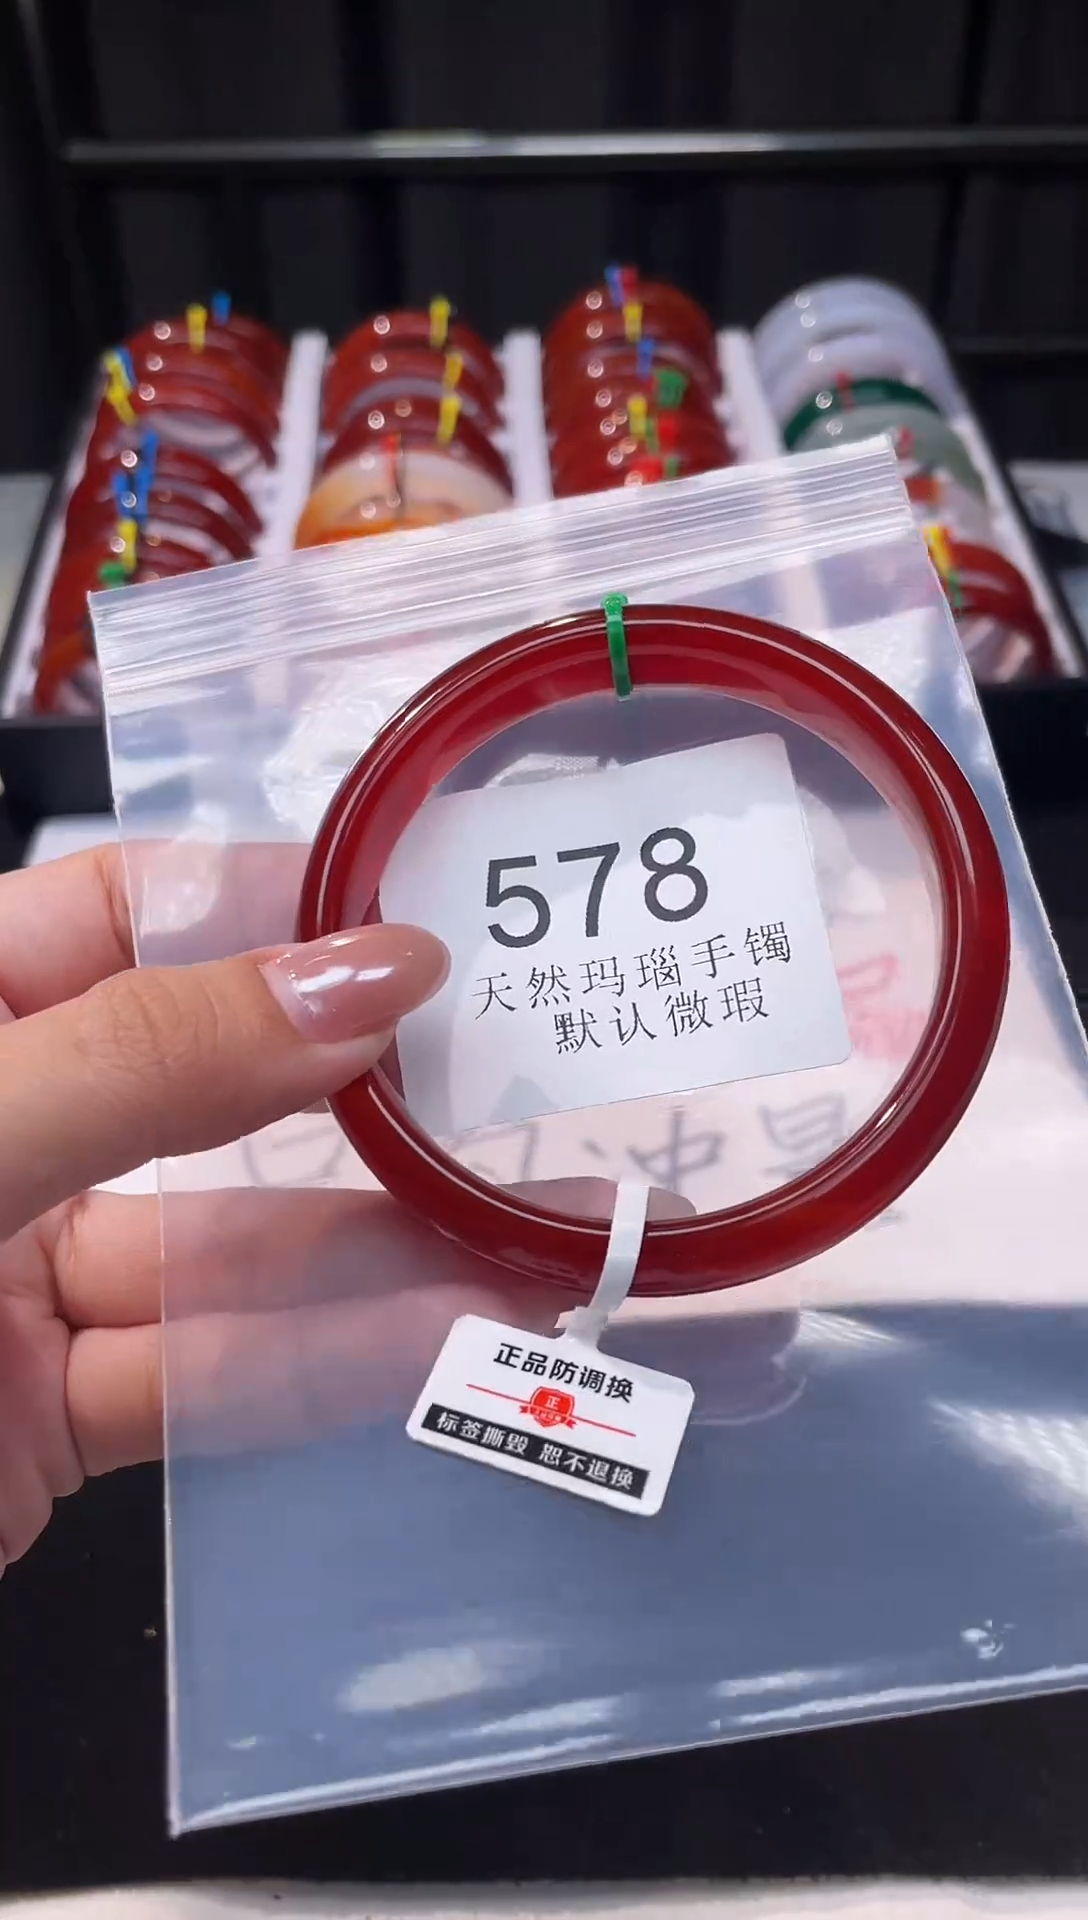 578
天然玛瑙手镯
默认微瑕
正品防调换
正
标签撕毁 恕不退换